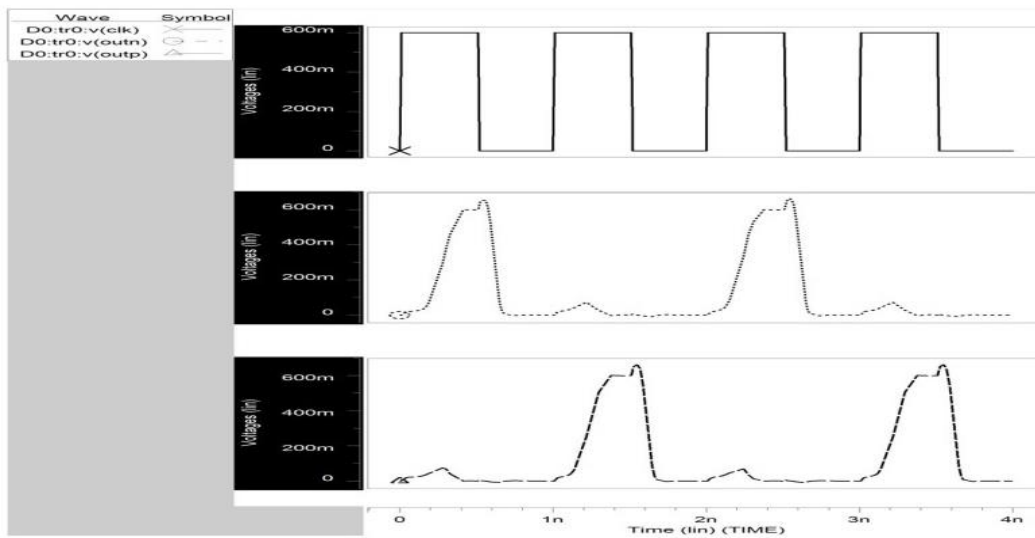 Wave Symbol
D0:tr0:v(clk)
D0:tr0:v(outn)
D0:tr0:v(outp)
Voltages (lin)
600m
400m
200m
0
Voltages (lin)
600m
400m
200m
0
Voltages (lin)
600m
400m
200m
0
0 1n 2n 3n 4n
Time (lin) (TIME)